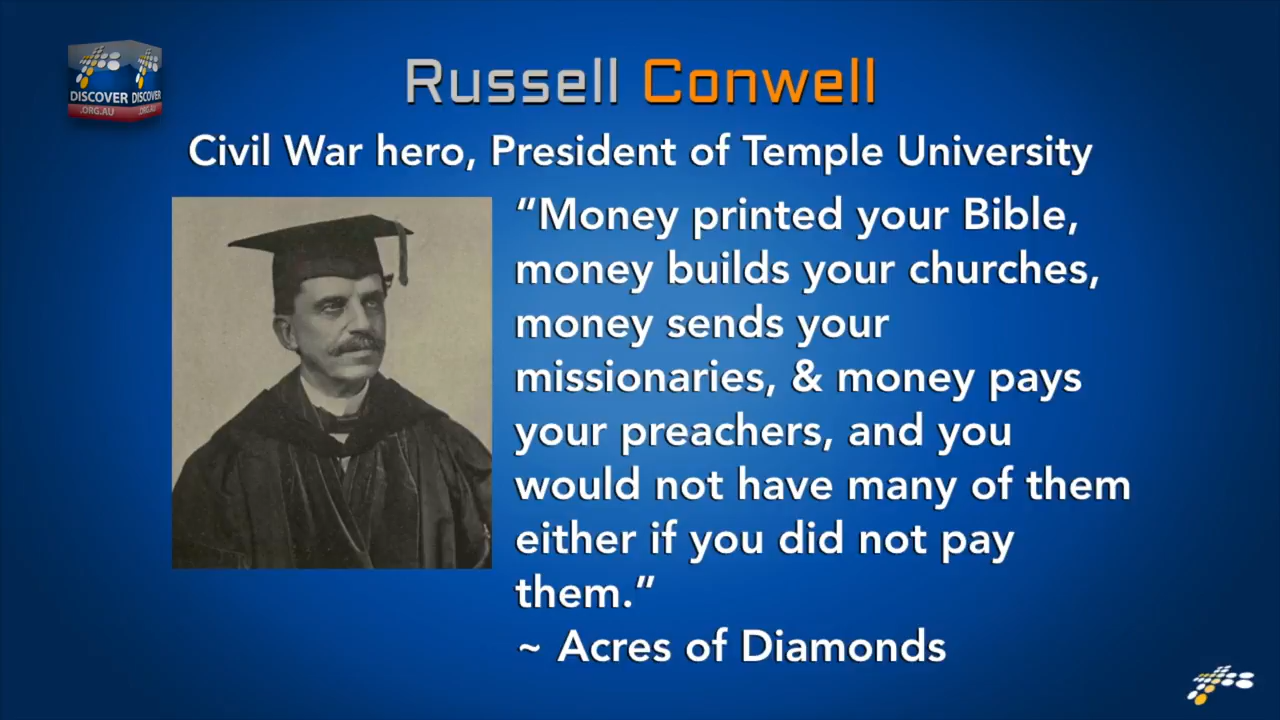 DISCOVER DISCOVER
.ORG.AU .ORG.AU
Russell Conwell
Civil War hero, President of Temple University
“Money printed your Bible,
money builds your churches,
money sends your
missionaries, & money pays
your preachers, and you
would not have many of them
either if you did not pay
them.”
~ Acres of Diamonds